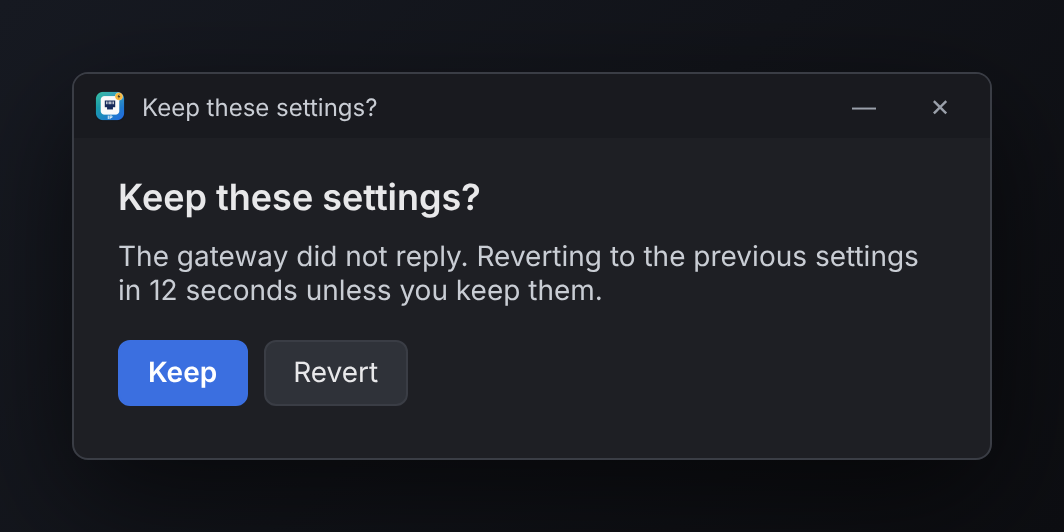 Keep these settings?
Keep these settings?
The gateway did not reply. Reverting to the previous settings
in 12 seconds unless you keep them.
Keep
Revert